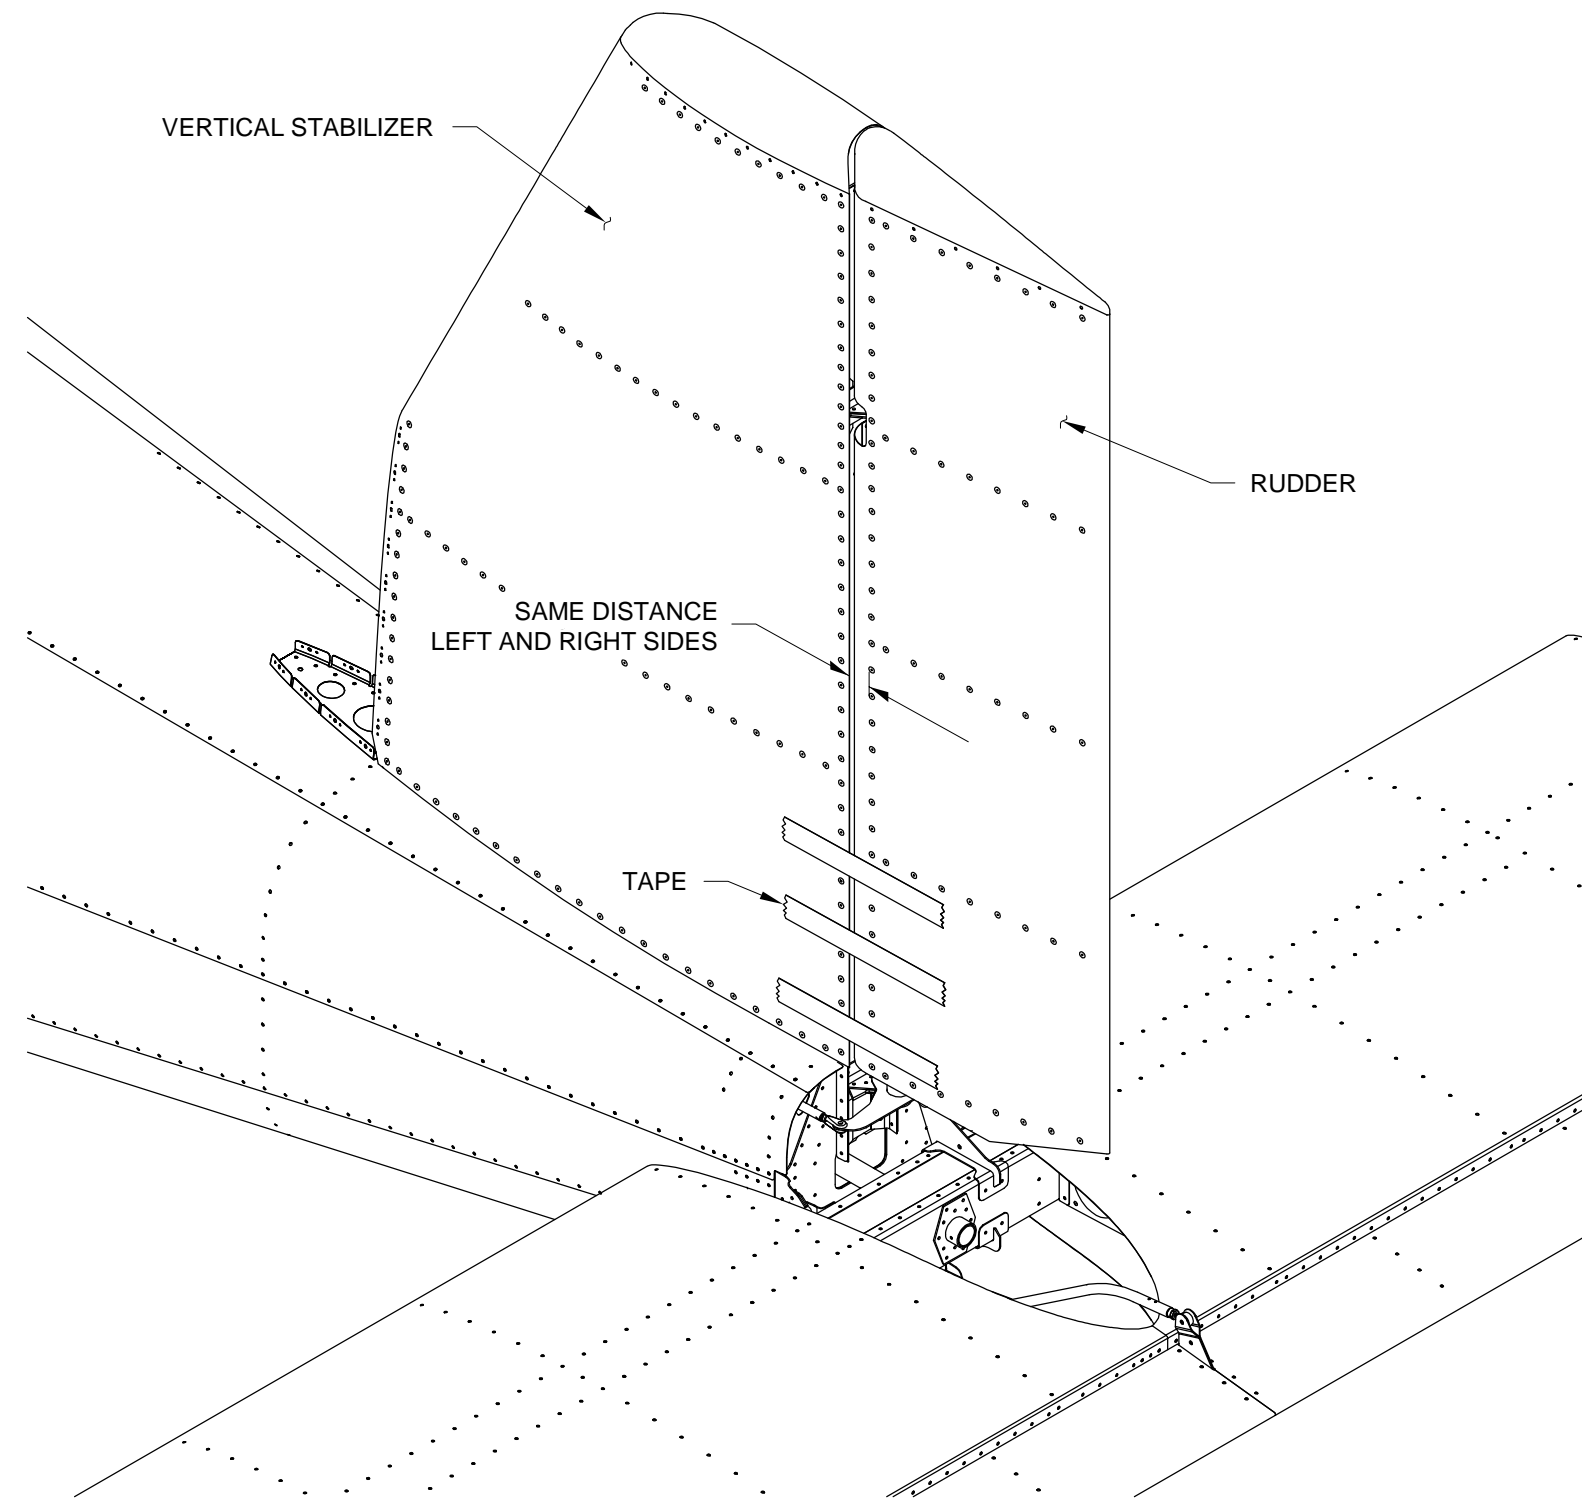 VERTICAL STABILIZER
RUDDER
SAME DISTANCE
LEFT AND RIGHT SIDES
TAPE